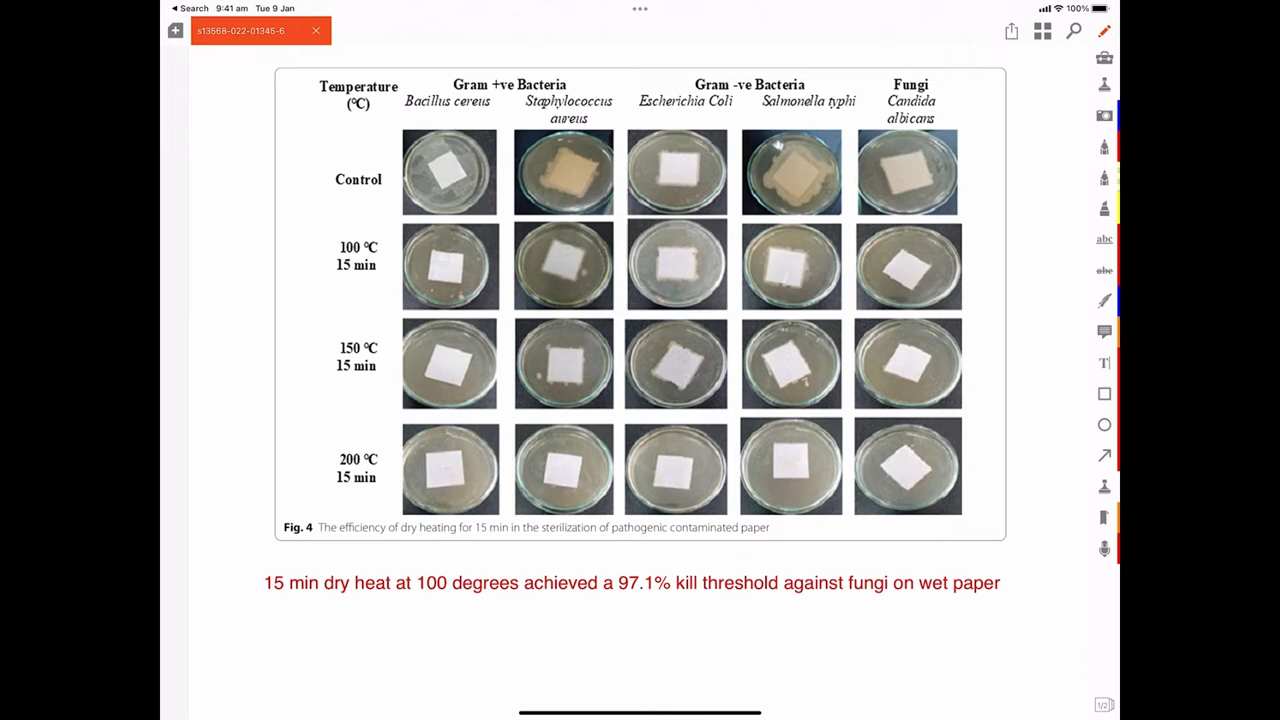 Search 9:41 am Tue 9 Jan 100%
s13568-022-01345-6
Temperature Gram +ve Bacteria Gram -ve Bacteria Fungi
(°C) Bacillus cereus Staphylococcus Escherichia Coli Salmonella typhi Candida
aureus albicans
Control
100 °C
15 min
150 °C
15 min
200 °C
15 min
Fig. 4 The efficiency of dry heating for 15 min in the sterilization of pathogenic contaminated paper
15 min dry heat at 100 degrees achieved a 97.1% kill threshold against fungi on wet paper
abc
abc
T
1/2